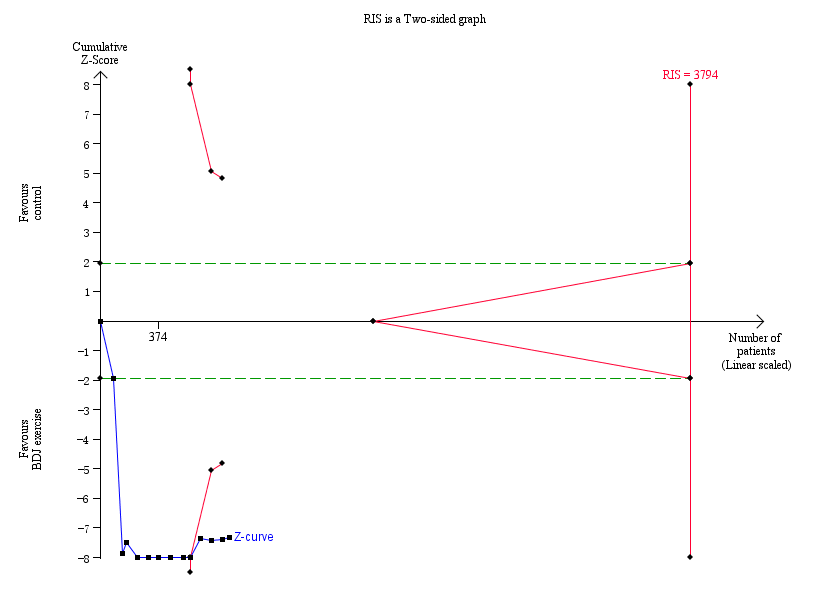 RIS is a Two-sided graph
Cumulative
Z-Score
RIS = 3794
8
7
6
5
4
3
2
1
−1
−2
−3
−4
−5
−6
−7
−8
Favours
control
Favours
BDJ exercise
374
Number of
patients
(Linear scaled)
Z-curve